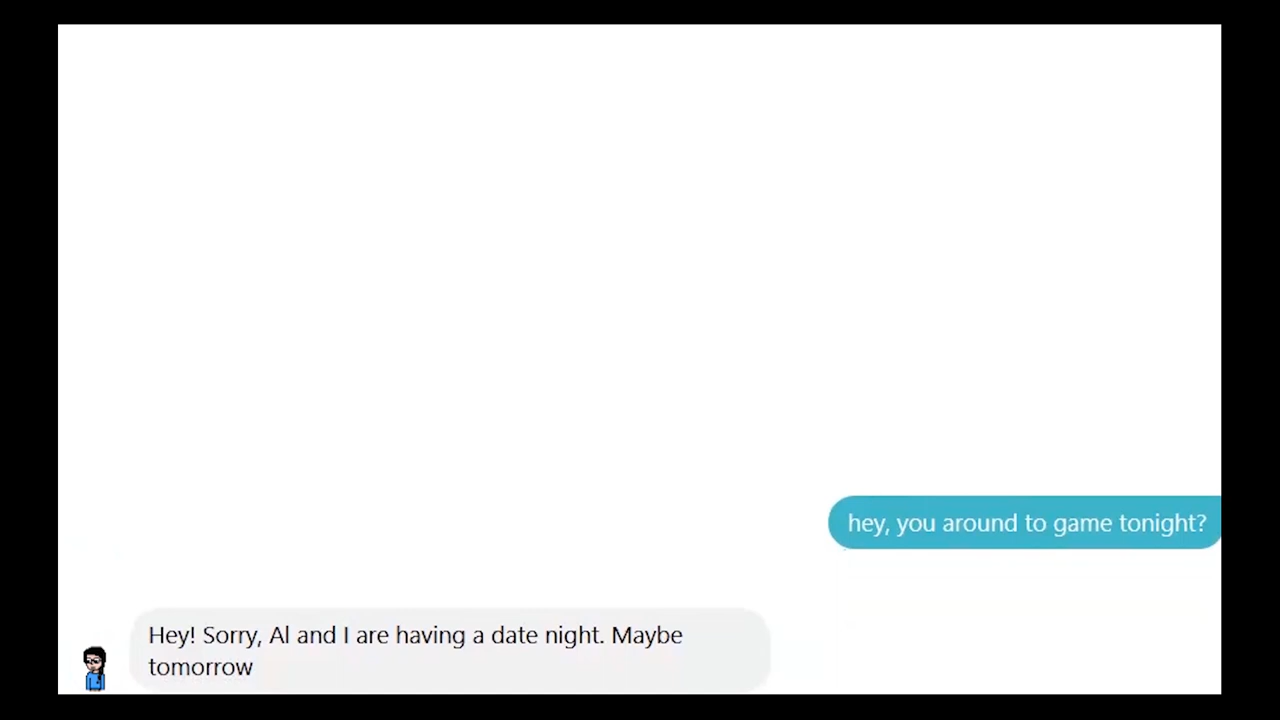 hey, you around to game tonight?
Hey! Sorry, Al and I are having a date night. Maybe
tomorrow